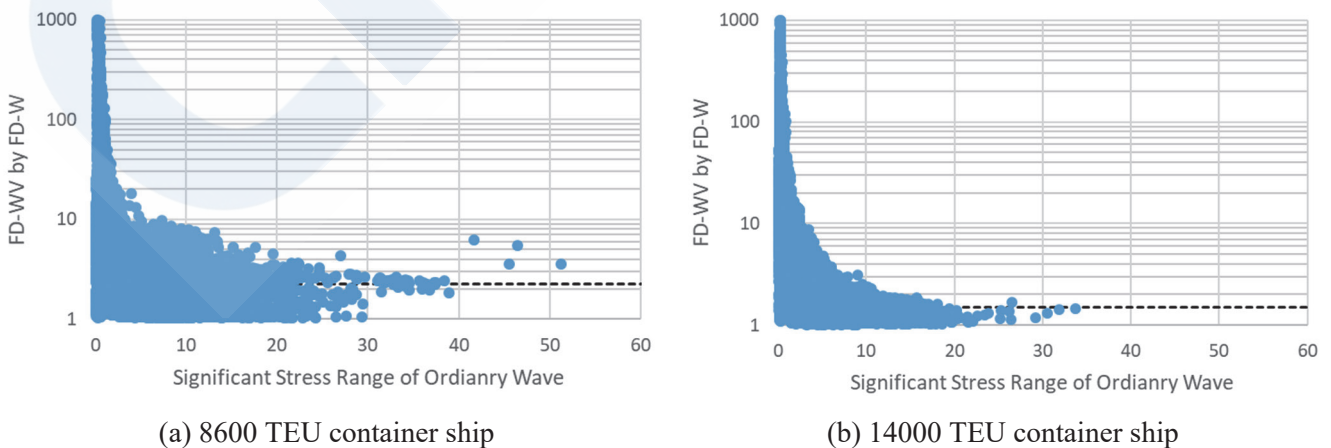 1000
100
10
1
FD-WV by FD-W
0 10 20 30 40 50 60
Significant Stress Range of Ordianry Wave
(a) 8600 TEU container ship
1000
100
10
1
FD-WV by FD-W
0 10 20 30 40 50 60
Significant Stress Range of Ordianry Wave
(b) 14000 TEU container ship